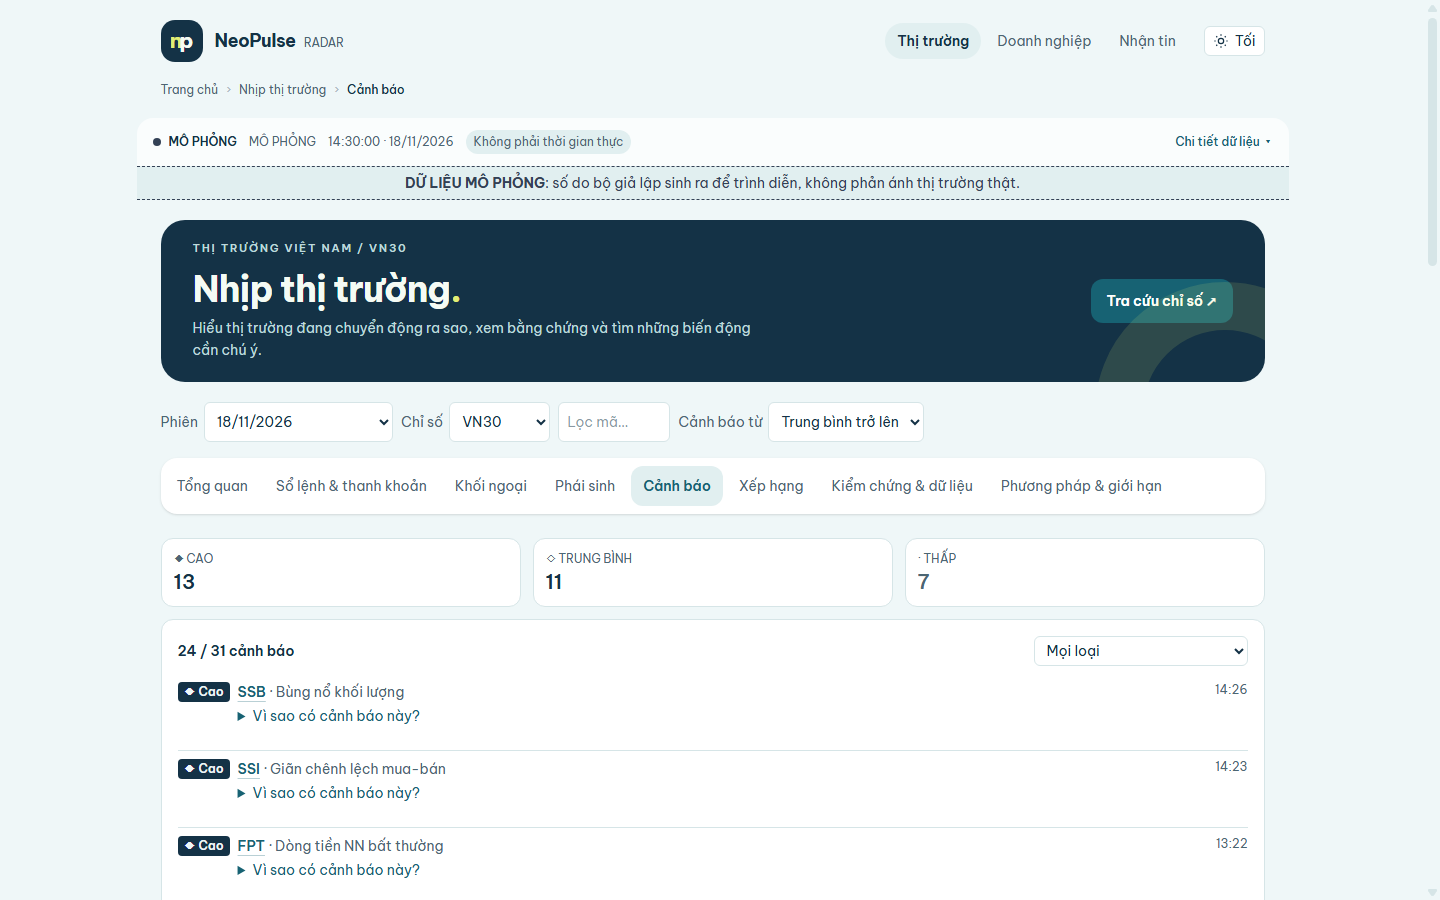 np NeoPulse RADAR
Thị trường Doanh nghiệp Nhận tin Tối
Trang chủ › Nhịp thị trường › Cảnh báo
MÔ PHỎNG MÔ PHỎNG 14:30:00 · 18/11/2026 Không phải thời gian thực Chi tiết dữ liệu
DỮ LIỆU MÔ PHỎNG: số do bộ giả lập sinh ra để trình diễn, không phản ánh thị trường thật.
THỊ TRƯỜNG VIỆT NAM / VN30
Nhịp thị trường.
Hiểu thị trường đang chuyển động ra sao, xem bằng chứng và tìm những biến động
cần chú ý.
Tra cứu chỉ số ↗
Phiên 18/11/2026 Chỉ số VN30 Lọc mã... Cảnh báo từ Trung bình trở lên
Tổng quan Sổ lệnh & thanh khoản Khối ngoại Phái sinh Cảnh báo Xếp hạng Kiểm chứng & dữ liệu Phương pháp & giới hạn
◆ CAO
13
◇ TRUNG BÌNH
11
· THẤP
7
24 / 31 cảnh báo Mọi loại
◆ Cao SSB · Bùng nổ khối lượng 14:26
▶ Vì sao có cảnh báo này?
◆ Cao SSI · Giãn chênh lệch mua-bán 14:23
▶ Vì sao có cảnh báo này?
◆ Cao FPT · Dòng tiền NN bất thường 13:22
▶ Vì sao có cảnh báo này?